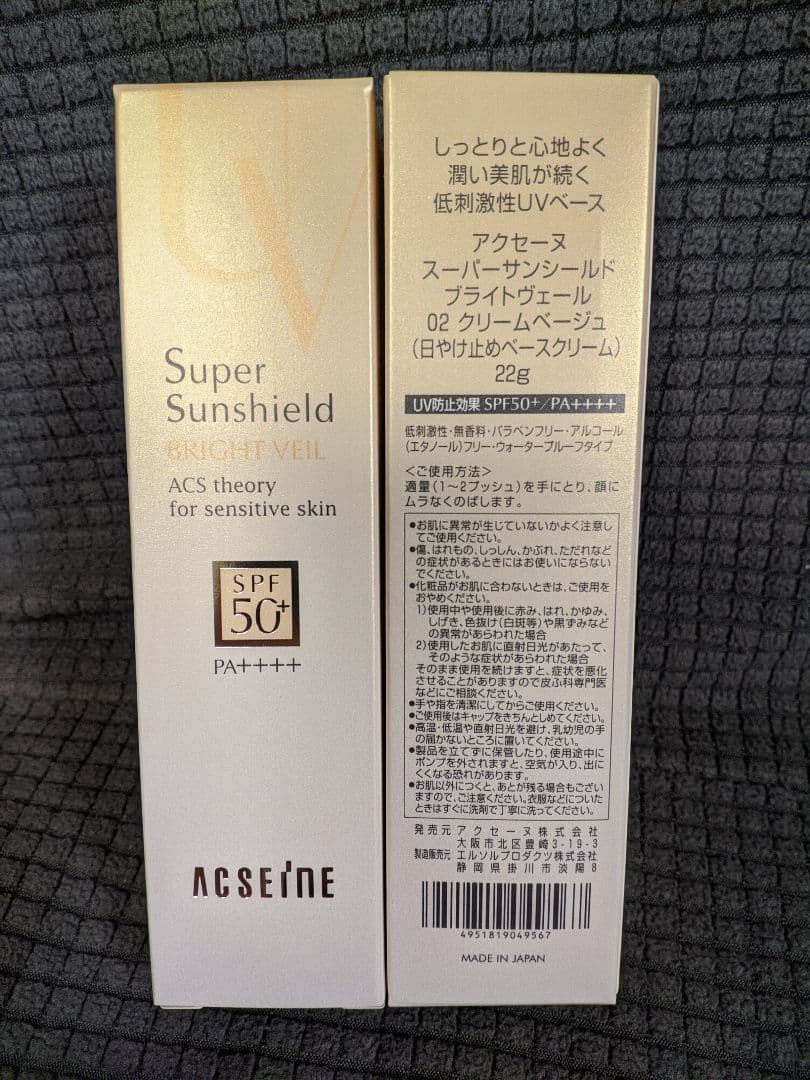 UV
Super
Sunshield
BRIGHT VEIL
ACS theory
for sensitive skin
SPF
50+
PA++++
ACSEINE
しっとりと心地よく
潤い美肌が続く
低刺激性UVベース
アクセーヌ
スーパーサンシールド
ブライトヴェール
02 クリームベージュ
(日やけ止めベースクリーム)
22g
UV防止効果 SPF50+/PA++++
低刺激性・無香料・パラベンフリー・アルコール
(エタノール)フリー・ウォータープルーフタイプ
<ご使用方法>
適量(1〜2プッシュ)を手にとり、顔に
ムラなくのばします。
●お肌に異常が生じていないかよく注意し
てご使用ください。
●傷、はれもの、しっしん、かぶれ、ただれなど
の症状があるときにはお使いにならない
でください。
●化粧品がお肌に合わないときは、ご使用を
おやめください。
1)使用中や使用後に赤み、はれ、かゆみ、
しげき、色抜け(白斑等)や黒ずみなど
の異常があらわれた場合
2)使用したお肌に直射日光があたって、
そのような症状があらわれた場合
そのまま使用を続けますと、症状を悪化
させることがありますので皮ふ科専門医
などにご相談ください。
●手や指を清潔にしてからご使用ください。
●ご使用後はキャップをきちんとしめてください。
●高温・低温や直射日光を避け、乳幼児の手
の届かないところに置いてください。
●製品を立てずに保管したり、使用途中に
ポンプを外されますと、空気が入り、出に
くくなる恐れがあります。
●お肌以外につくと、あとが残る場合もござい
ますので、ご注意ください。衣服などについた
ときはすぐに洗剤で丁寧に洗ってください。
発売元 アクセーヌ株式会社
大阪市北区豊崎3-19-3
製造販売元 エルソルプロダクツ株式会社
静岡県掛川市淡陽8
4951819049567
MADE IN JAPAN